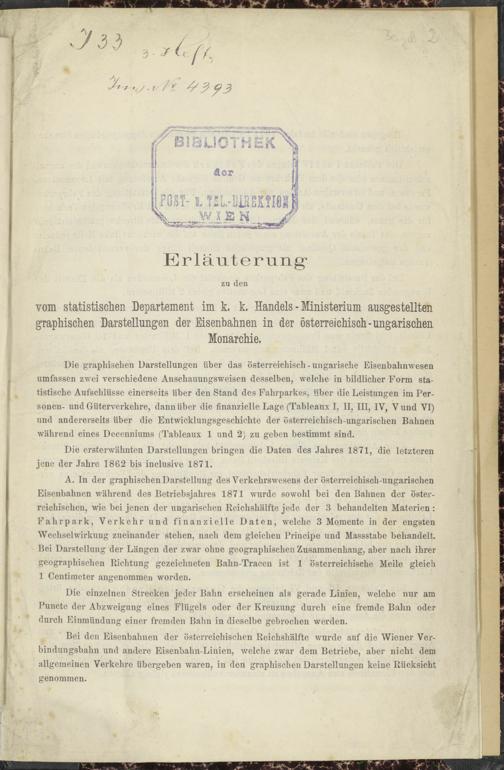 J 33
3. Heft,
Inv. № 4393
2
BIBLIOTHEK
der
POST- u. TEL.-DIREKTION
WIEN
Erläuterung
zu den
vom statistischen Departement im k. k. Handels-Ministerium ausgestellten
graphischen Darstellungen der Eisenbahnen in der österreichisch-ungarischen
Monarchie.
Die graphischen Darstellungen über das österreichisch-ungarische Eisenbahnwesen
umfassen zwei verschiedene Anschauungsweisen desselben, welche in bildlicher Form sta-
tistische Aufschlüsse einerseits über den Stand des Fahrparkes, über die Leistungen im Per-
sonen- und Güterverkehre, dann über die finanzielle Lage (Tableaux I, II, III, IV, V und VI)
und andererseits über die Entwicklungsgeschichte der österreichisch-ungarischen Bahnen
während eines Decenniums (Tableaux 1 und 2) zu geben bestimmt sind.
Die ersterwähnten Darstellungen bringen die Daten des Jahres 1871, die letzteren
jene der Jahre 1862 bis inclusive 1871.
A. In der graphischen Darstellung des Verkehrswesens der österreichisch-ungarischen
Eisenbahnen während des Betriebsjahres 1871 wurde sowohl bei den Bahnen der öster-
reichischen, wie bei jenen der ungarischen Reichshälfte jede der 3 behandelten Materien:
Fahrpark, Verkehr und finanzielle Daten, welche 3 Momente in der engsten
Wechselwirkung zueinander stehen, nach dem gleichen Principe und Massstabe behandelt.
Bei Darstellung der Längen der zwar ohne geographischen Zusammenhang, aber nach ihrer
geographischen Richtung gezeichneten Bahn-Tracen ist 1 österreichische Meile gleich
1 Centimeter angenommen worden.
Die einzelnen Strecken jeder Bahn erscheinen als gerade Linien, welche nur am
Puncte der Abzweigung eines Flügels oder der Kreuzung durch eine fremde Bahn oder
durch Einmündung einer fremden Bahn in dieselbe gebrochen werden.
Bei den Eisenbahnen der österreichischen Reichshälfte wurde auf die Wiener Ver-
bindungsbahn und andere Eisenbahn-Linien, welche zwar dem Betriebe, aber nicht dem
allgemeinen Verkehre übergeben waren, in den graphischen Darstellungen keine Rücksicht
genommen.